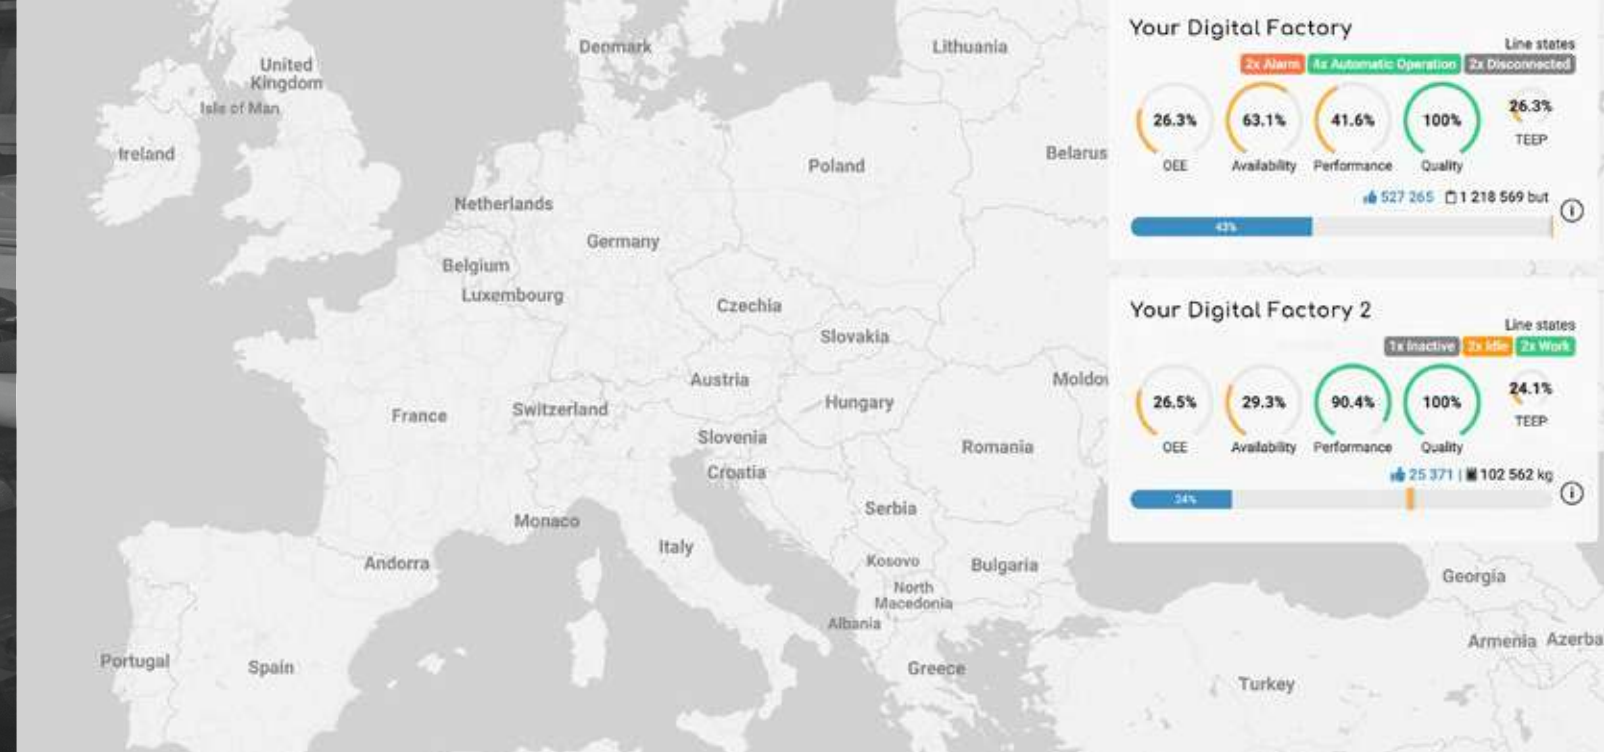 Denmark
Lithuania
United
Kingdom
Isle of Man
Ireland
Belarus
Poland
Netherlands
Germany
Belgium
Luxembourg
Czechia
Slovakia
Austria
Moldov
Hungary
France
Switzerland
Slovenia
Romania
Croatia
Serbia
Monaco
Italy
Andorra
Kosovo
Bulgaria
North
Macedonia
Albania
Georgia
Armenia
Azerba
Portugal
Spain
Greece
Turkey
Your Digital Factory
Line states
2x Alarm 4x Automatic Operation 2x Disconnected
26.3% 63.1% 41.6% 100% 26.3%
TEEP
OEE Availability Performance Quality
527 265 1 218 569 but
43%
Your Digital Factory 2
Line states
1x Inactive 2x Idle 2x Work
26.5% 29.3% 90.4% 100% 24.1%
TEEP
OEE Availability Performance Quality
25 371 | 102 562 kg
24%